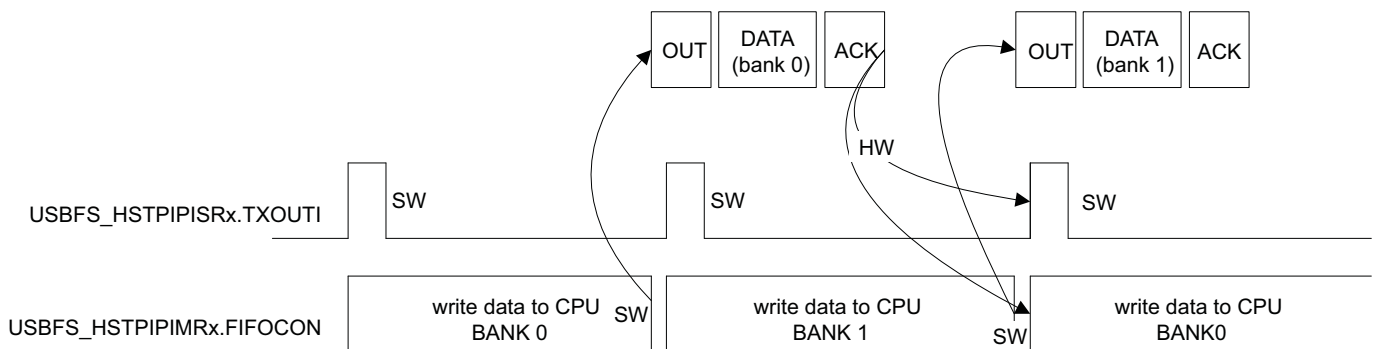 OUT DATA ACK OUT DATA ACK
(bank 0) (bank 1)
HW
SW SW SW
USBFS_HSTPIPISRx.TXOUTI
write data to CPU write data to CPU write data to CPU
USBFS_HSTPIPIMRx.FIFOCON BANK 0 SW BANK 1 SW BANK0